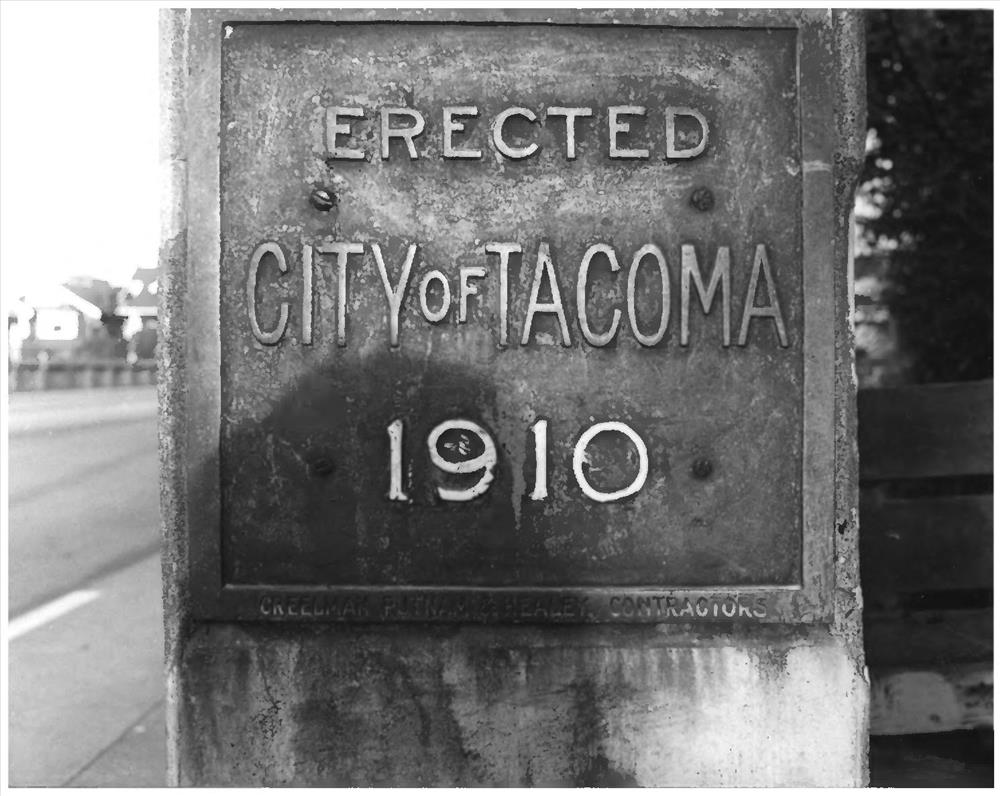 ERECTED
CITY OF TACOMA
1910
CREELMAN PUTNAM & HEALEY, CONTRACTORS